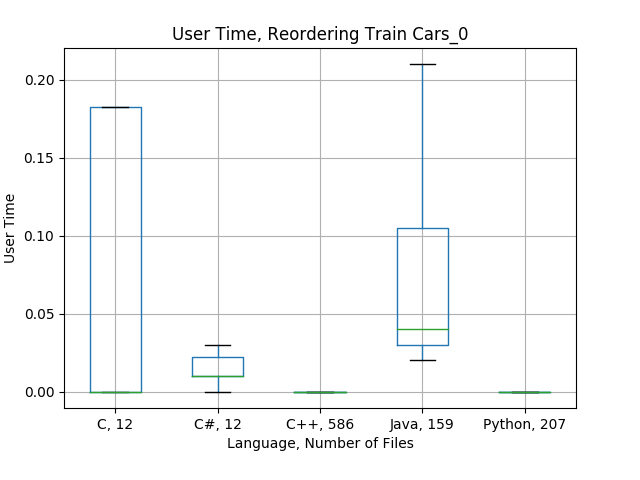 User Time, Reordering Train Cars_0
User Time
0.20
0.15
0.10
0.05
0.00
C, 12
C#, 12
C++, 586
Java, 159
Python, 207
Language, Number of Files